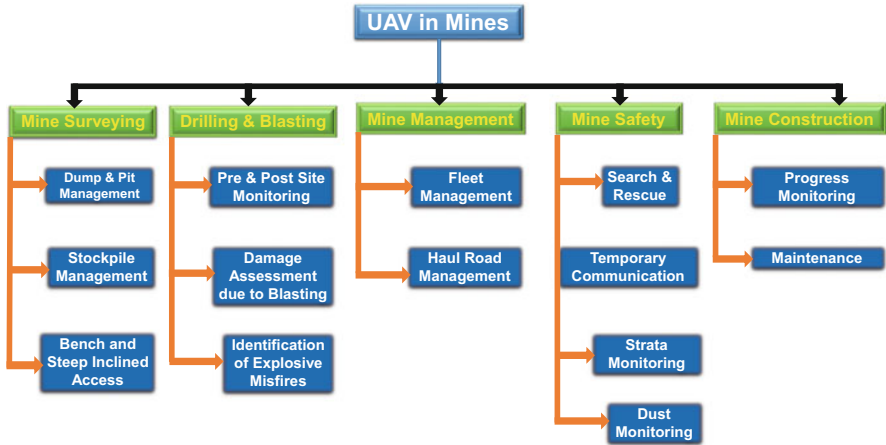 UAV in Mines
Mine Surveying
Dump & Pit
Management
Stockpile
Management
Bench and
Steep Inclined
Access
Drilling & Blasting
Pre & Post Site
Monitoring
Damage
Assessment
due to Blasting
Identification
of Explosive
Misfires
Mine Management
Fleet
Management
Haul Road
Management
Mine Safety
Search &
Rescue
Temporary
Communication
Strata
Monitoring
Dust
Monitoring
Mine Construction
Progress
Monitoring
Maintenance